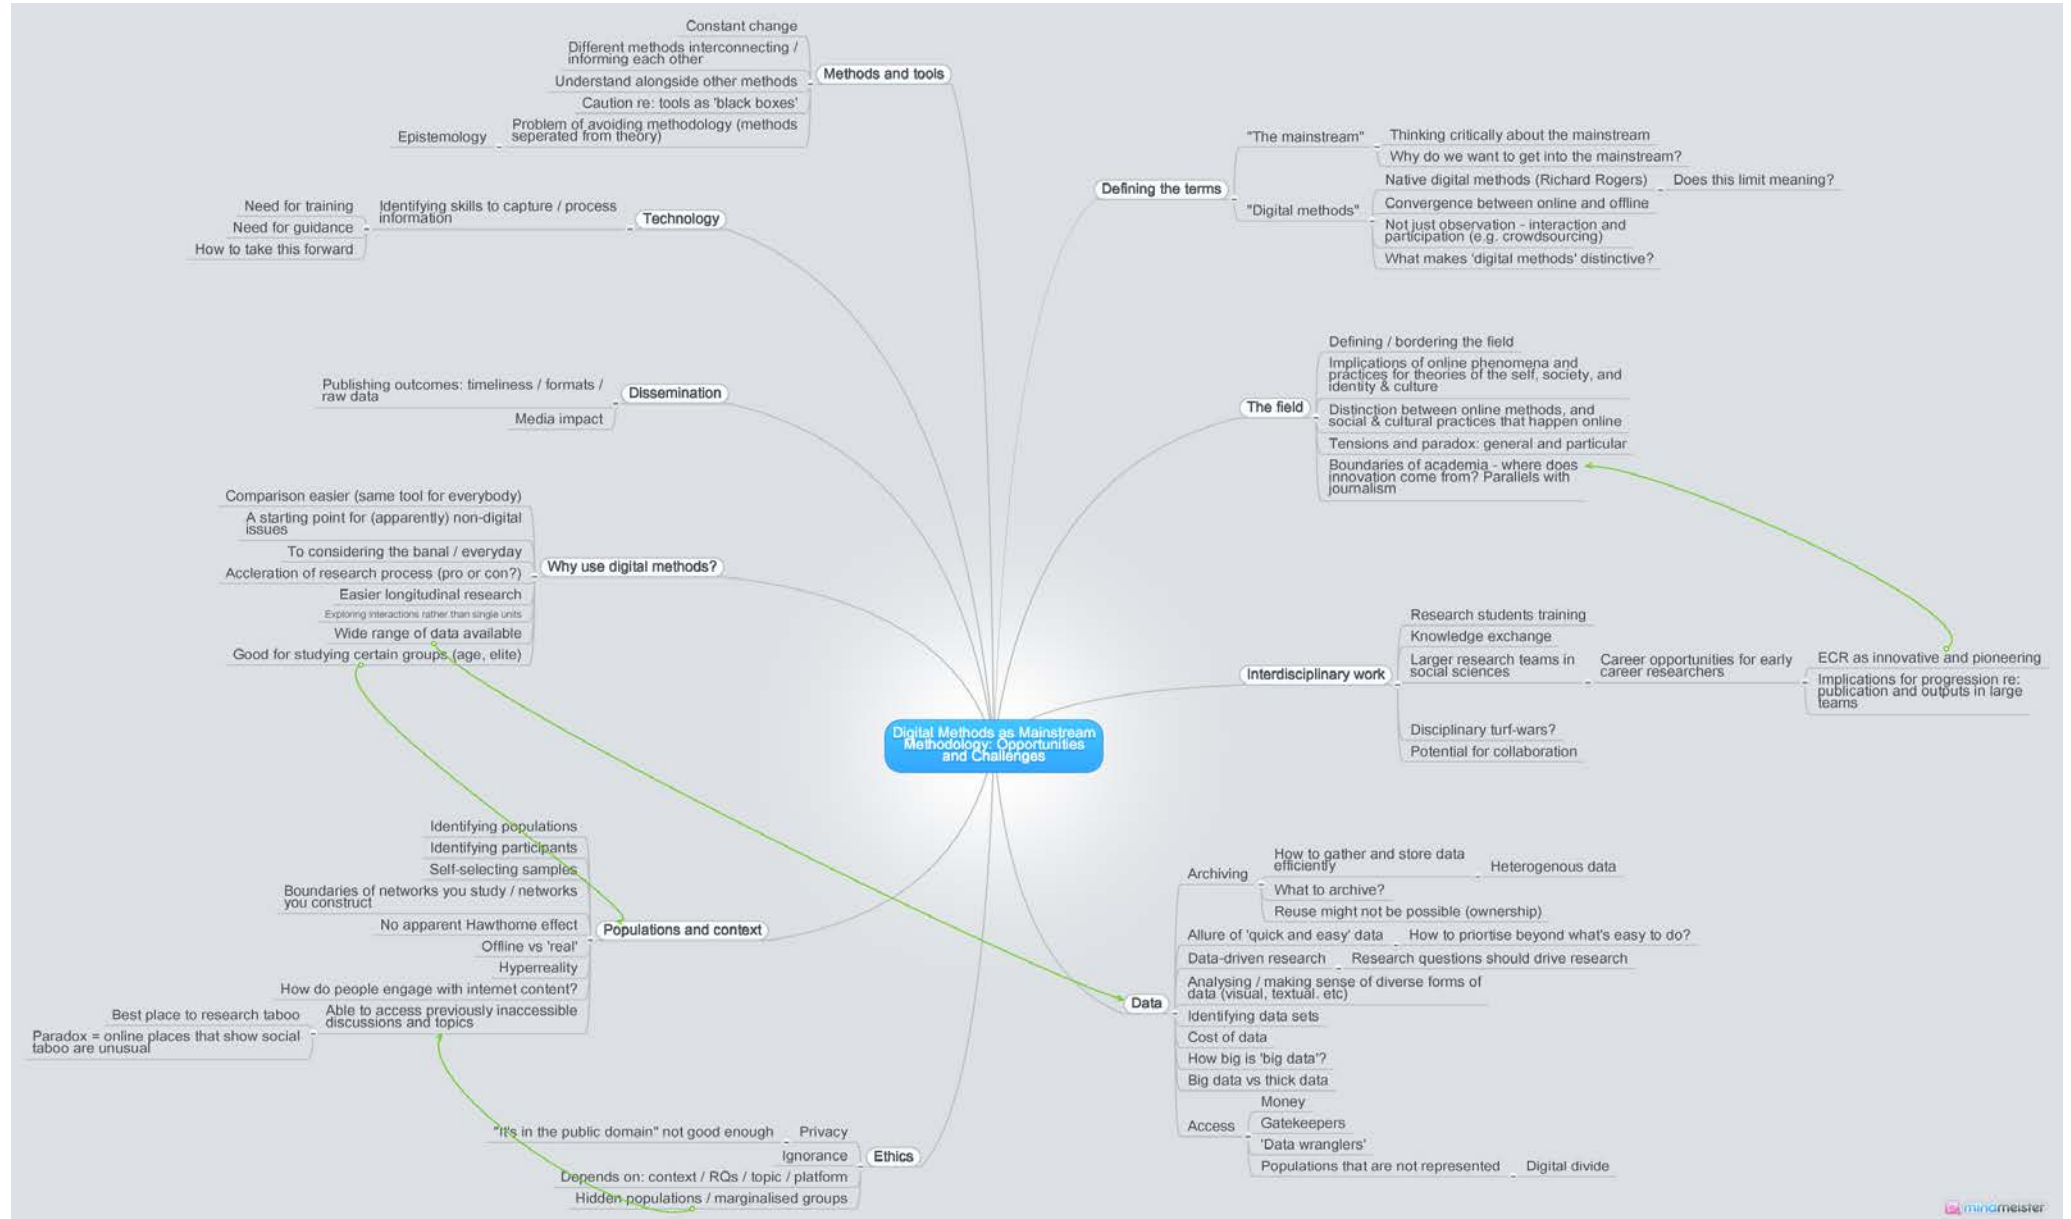 Digital Methods as Mainstream
Methodology: Opportunities
and Challenges
Methods and tools
Constant change
Different methods interconnecting /
informing each other
Understand alongside other methods
Caution re: tools as 'black boxes'
Problem of avoiding methodology (methods
seperated from theory)
Epistemology
Technology
Identifying skills to capture / process
information
Need for training
Need for guidance
How to take this forward
Dissemination
Publishing outcomes: timeliness / formats /
raw data
Media impact
Why use digital methods?
Comparison easier (same tool for everybody)
A starting point for (apparently) non-digital
issues
To considering the banal / everyday
Accleration of research process (pro or con?)
Easier longitudinal research
Exploring interactions rather than single units
Wide range of data available
Good for studying certain groups (age, elite)
Populations and context
Identifying populations
Identifying participants
Self-selecting samples
Boundaries of networks you study / networks
you construct
No apparent Hawthorne effect
Offline vs 'real'
Hyperreality
How do people engage with internet content?
Able to access previously inaccessible
discussions and topics
Best place to research taboo
Paradox = online places that show social
taboo are unusual
Ethics
Privacy
"It's in the public domain" not good enough
Ignorance
Depends on: context / RQs / topic / platform
Hidden populations / marginalised groups
Defining the terms
"The mainstream"
Thinking critically about the mainstream
Why do we want to get into the mainstream?
"Digital methods"
Native digital methods (Richard Rogers)
Does this limit meaning?
Convergence between online and offline
Not just observation - interaction and
participation (e.g. crowdsourcing)
What makes 'digital methods' distinctive?
The field
Defining / bordering the field
Implications of online phenomena and
practices for theories of the self, society, and
identity & culture
Distinction between online methods, and
social & cultural practices that happen online
Tensions and paradox: general and particular
Boundaries of academia - where does
innovation come from? Parallels with
journalism
Interdisciplinary work
Research students training
Knowledge exchange
Larger research teams in
social sciences
Career opportunities for early
career researchers
ECR as innovative and pioneering
Implications for progression re:
publication and outputs in large
teams
Disciplinary turf-wars?
Potential for collaboration
Data
Archiving
How to gather and store data
efficiently
Heterogenous data
What to archive?
Reuse might not be possible (ownership)
Allure of 'quick and easy' data
How to priortise beyond what's easy to do?
Data-driven research
Research questions should drive research
Analysing / making sense of diverse forms of
data (visual, textual. etc)
Identifying data sets
Cost of data
How big is 'big data'?
Big data vs thick data
Access
Money
Gatekeepers
'Data wranglers'
Populations that are not represented
Digital divide
mindmeister